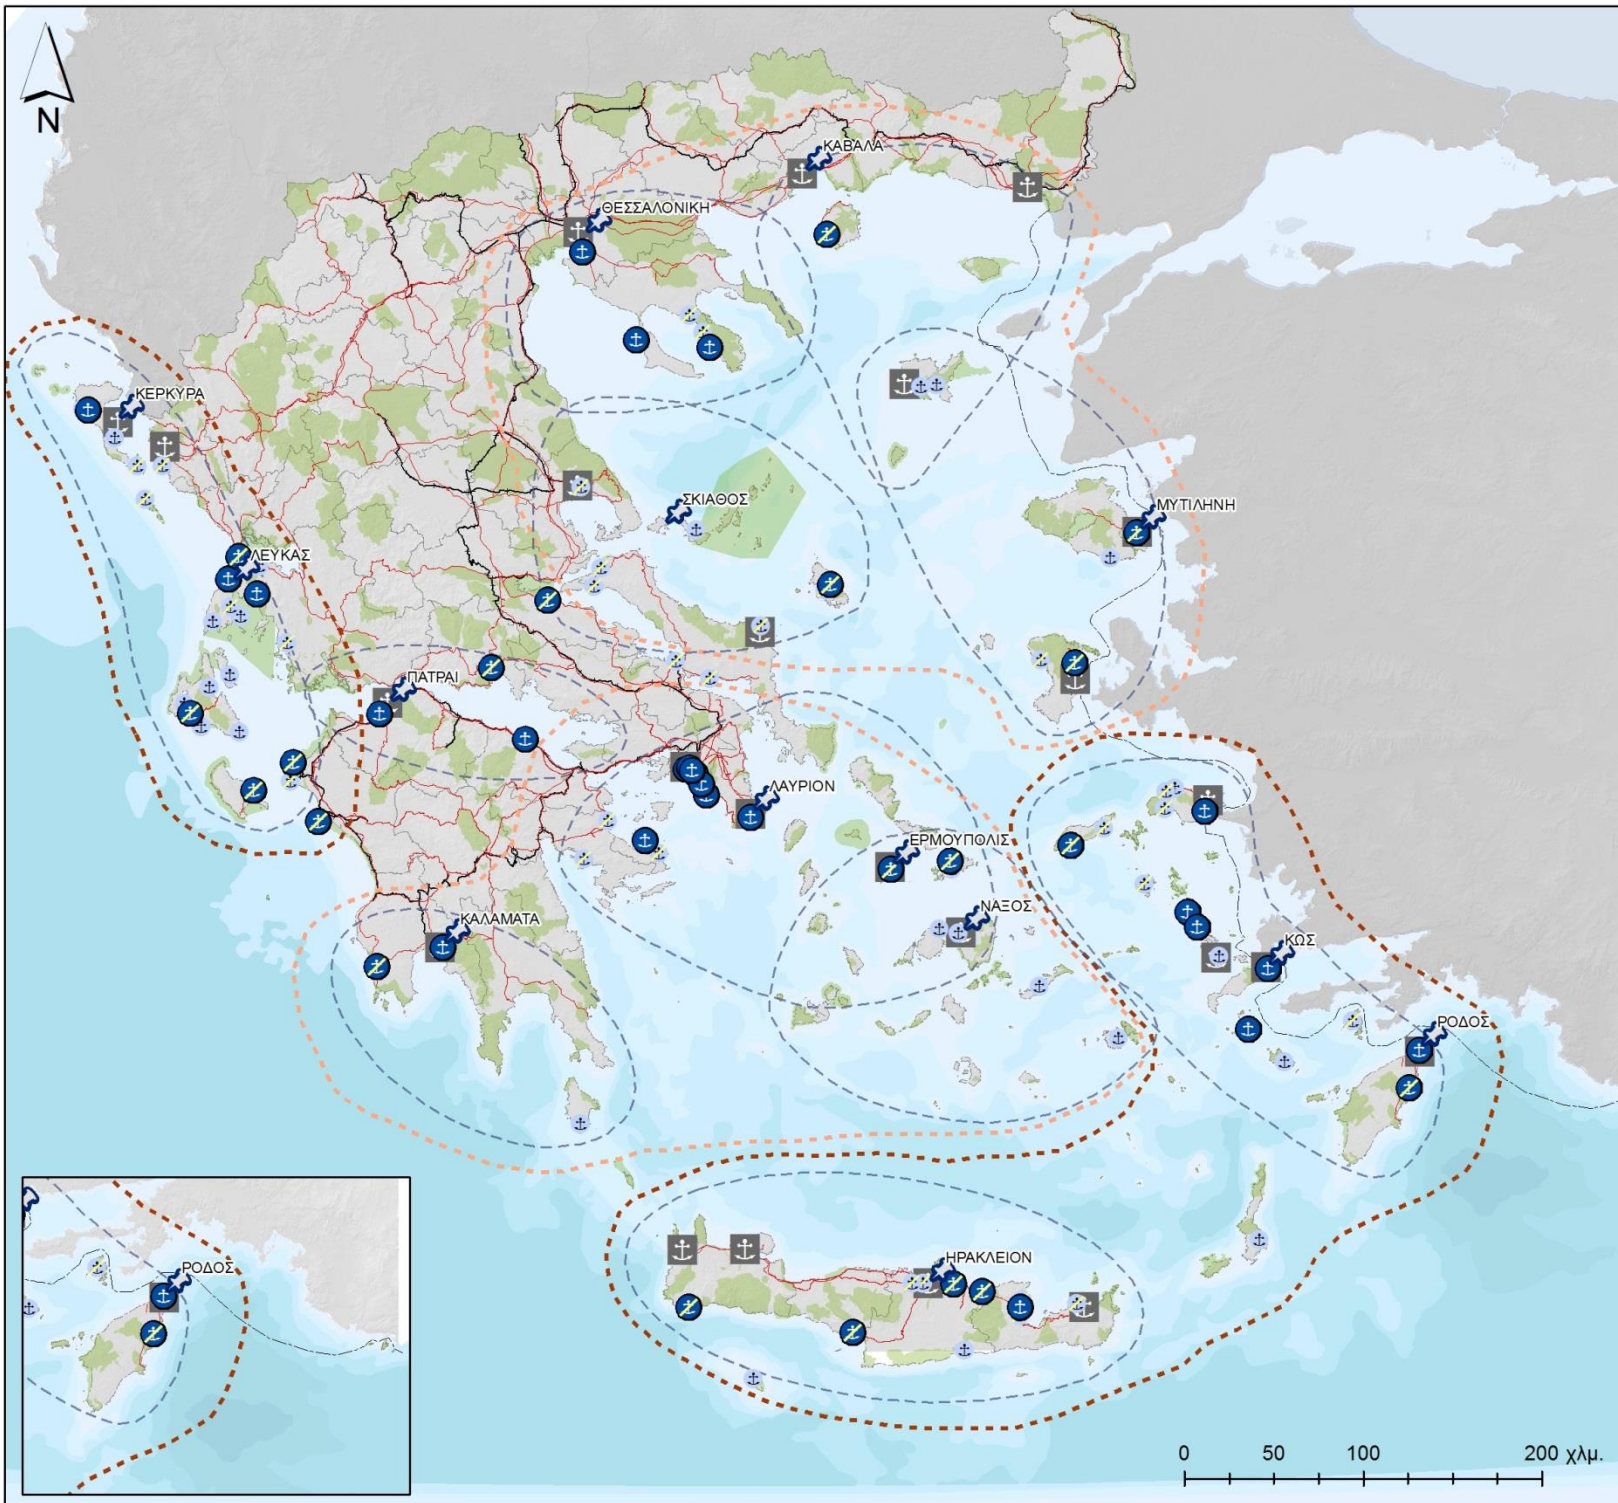 N
ΚΑΒΑΛΑ
ΘΕΣΣΑΛΟΝΙΚΗ
ΚΕΡΚΥΡΑ
ΣΚΙΑΘΟΣ
ΜΥΤΙΛΗΝΗ
ΛΕΥΚΑΣ
ΠΑΤΡΑΙ
ΛΑΥΡΙΟΝ
ΕΡΜΟΥΠΟΛΙΣ
ΝΑΞΟΣ
ΚΑΛΑΜΑΤΑ
ΚΩΣ
ΡΟΔΟΣ
ΗΡΑΚΛΕΙΟΝ
ΡΟΔΟΣ
0 50 100 200 χλμ.